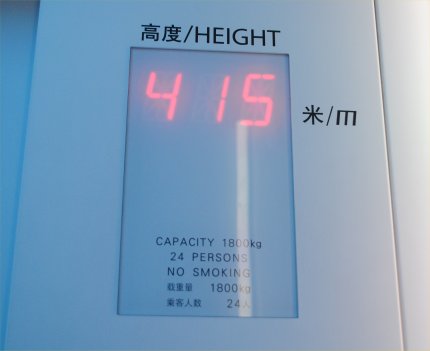 高度/HEIGHT
415 米/m
CAPACITY 1800kg
24 PERSONS
NO SMOKING
载重量 1800kg
乘客人数 24人